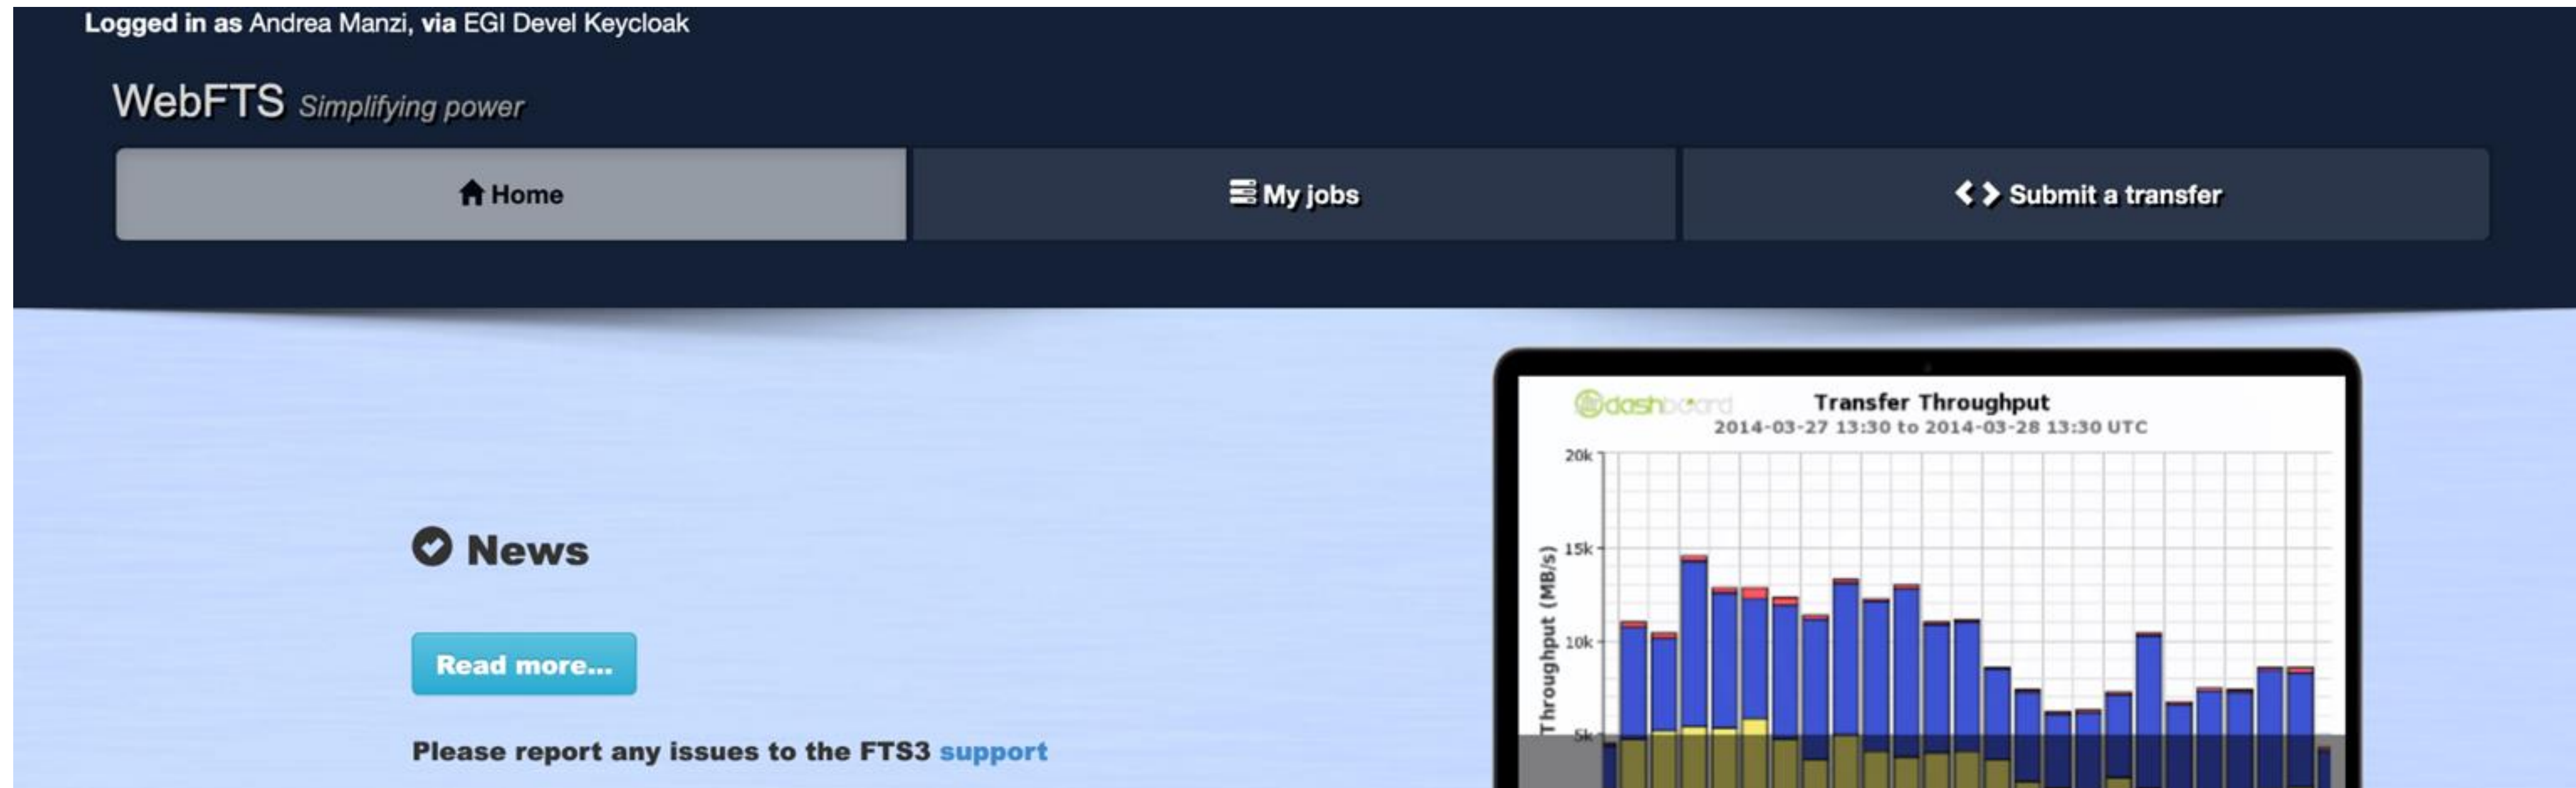 Logged in as Andrea Manzi, via EGI Devel Keycloak
WebFTS Simplifying power
Home
My jobs
Submit a transfer
News
Read more...
Please report any issues to the FTS3 support
dashboard
Transfer Throughput
2014-03-27 13:30 to 2014-03-28 13:30 UTC
Throughput (MB/s)
20k
15k
10k
5k